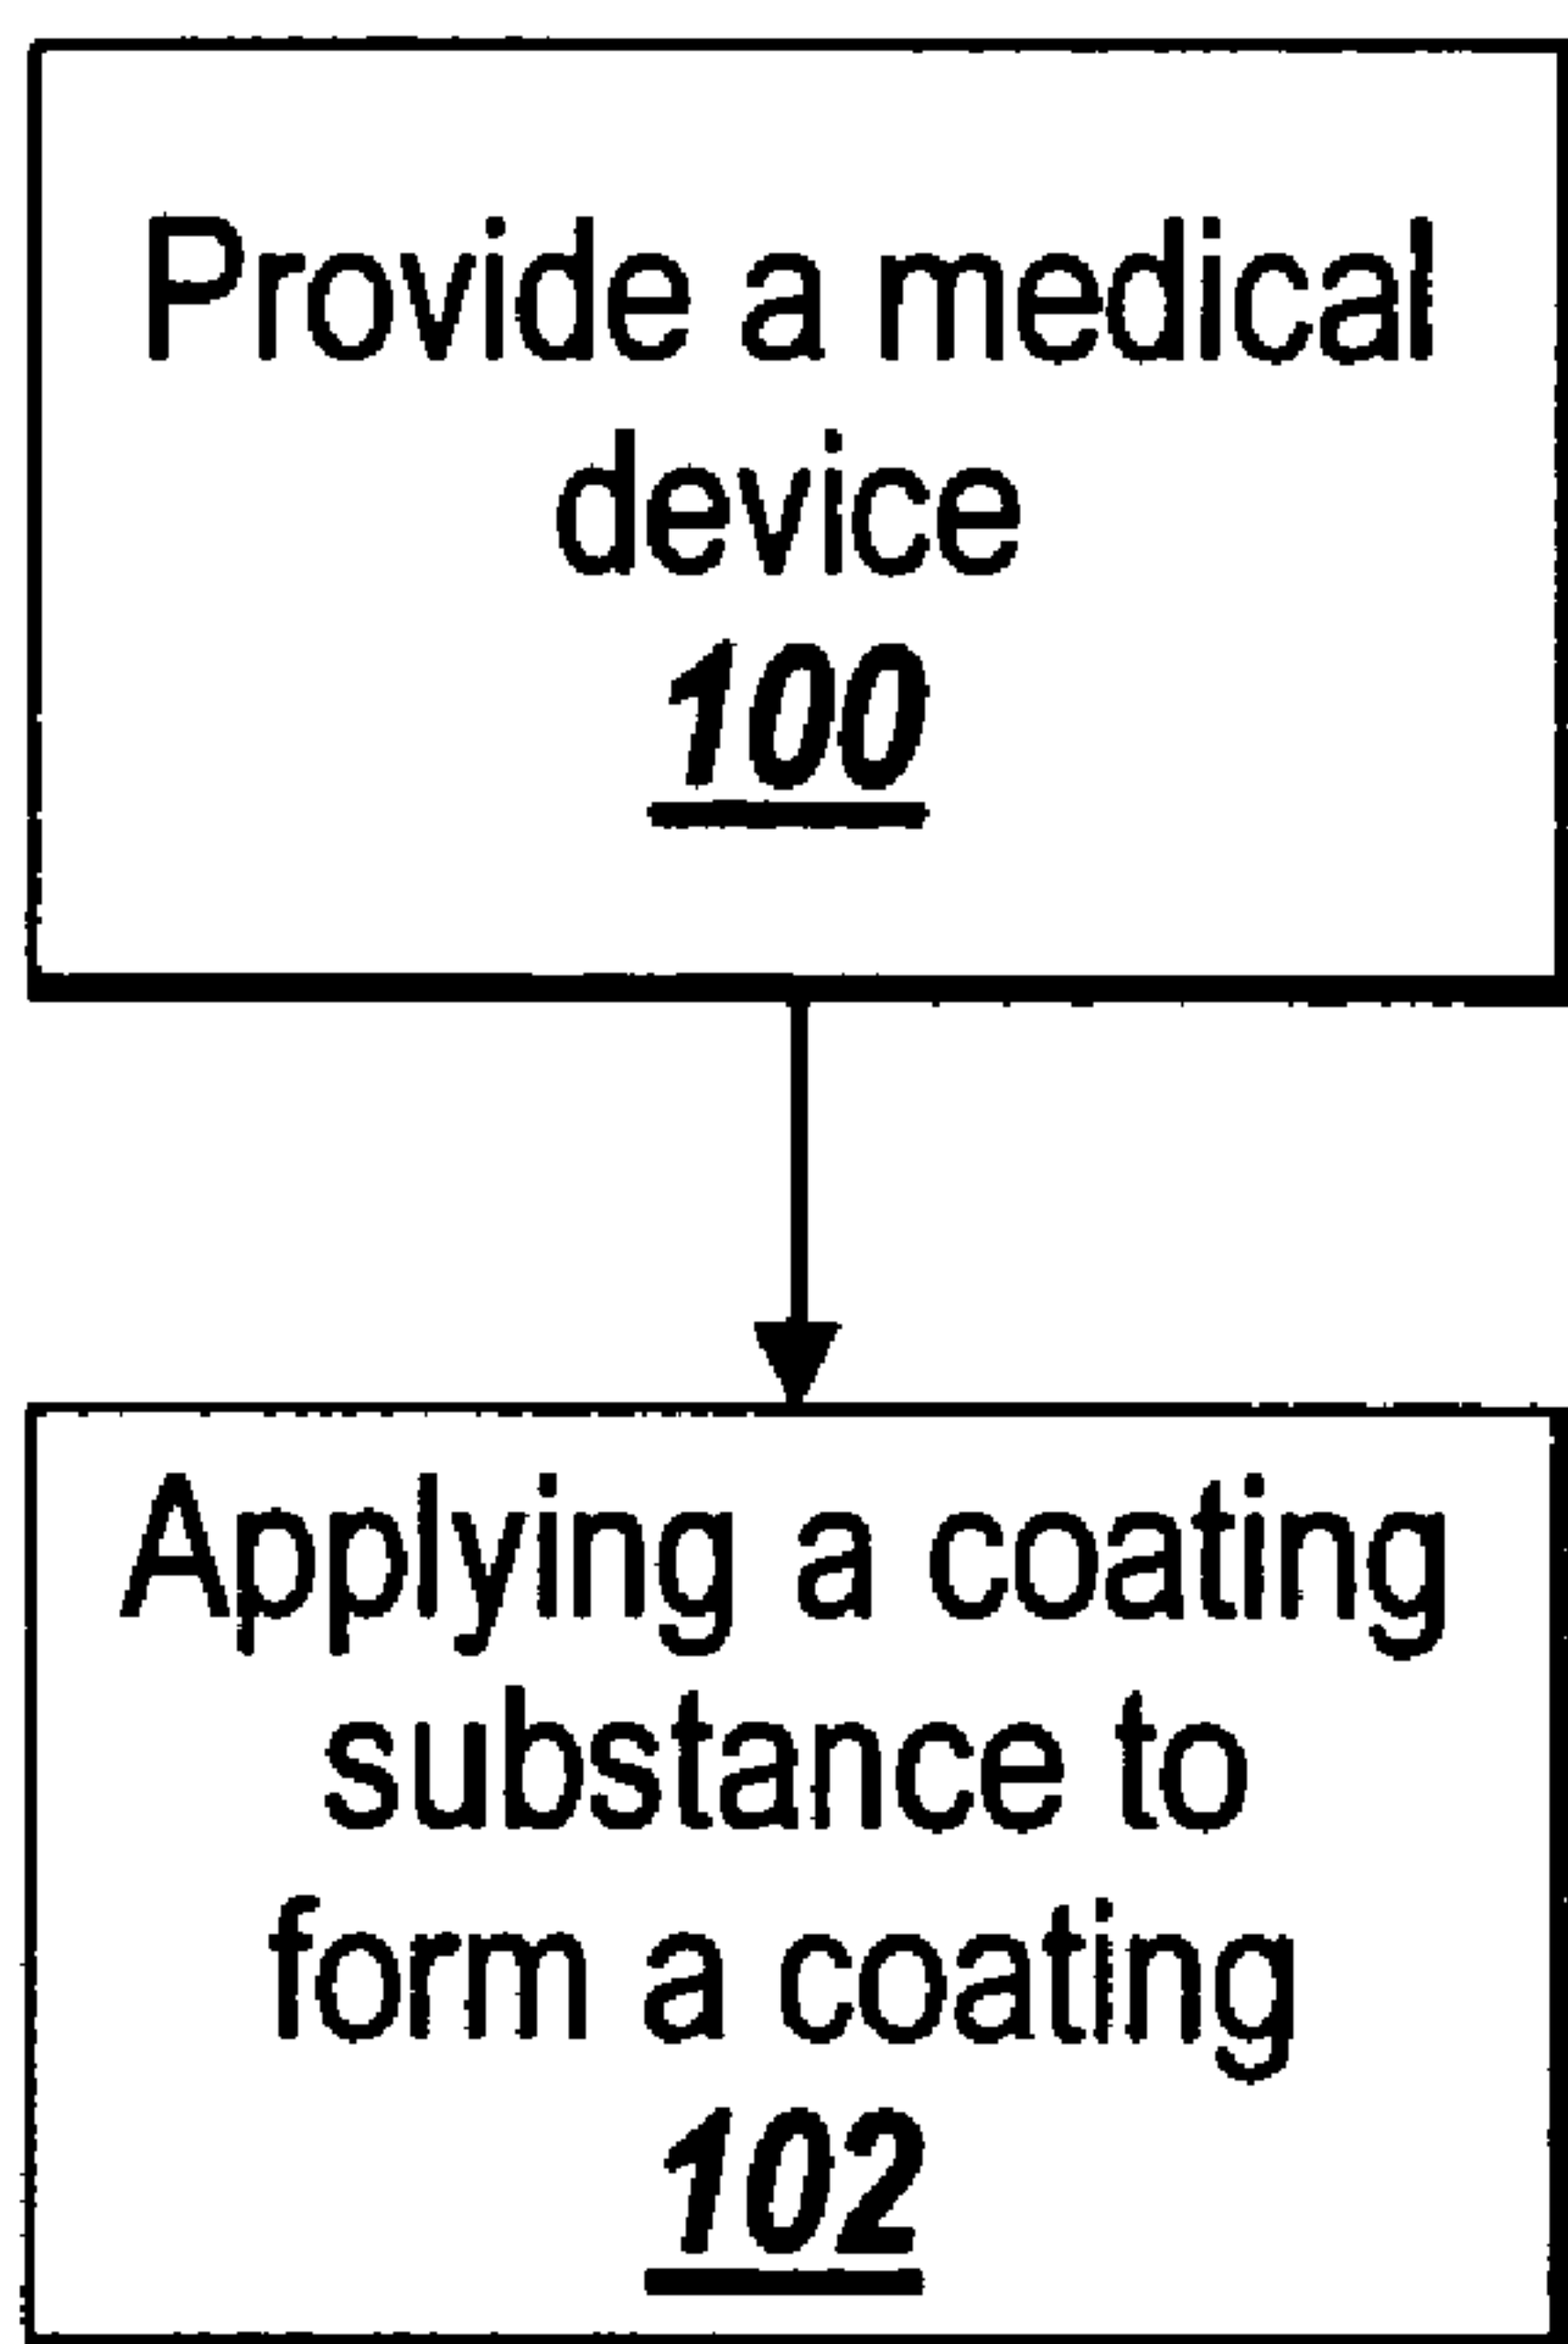 Provide a medical
device
100
Applying a coating
substance to
form a coating
102